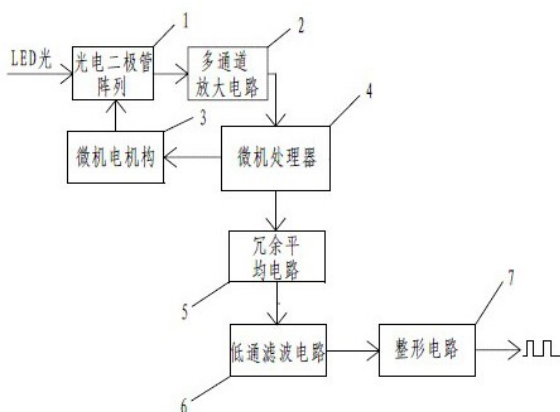 1
2
LED光
光电二极管
阵列
多通道
放大电路
3
4
微机电机构
微机处理器
冗余平
均电路
5
7
低通滤波电路
整形电路
6